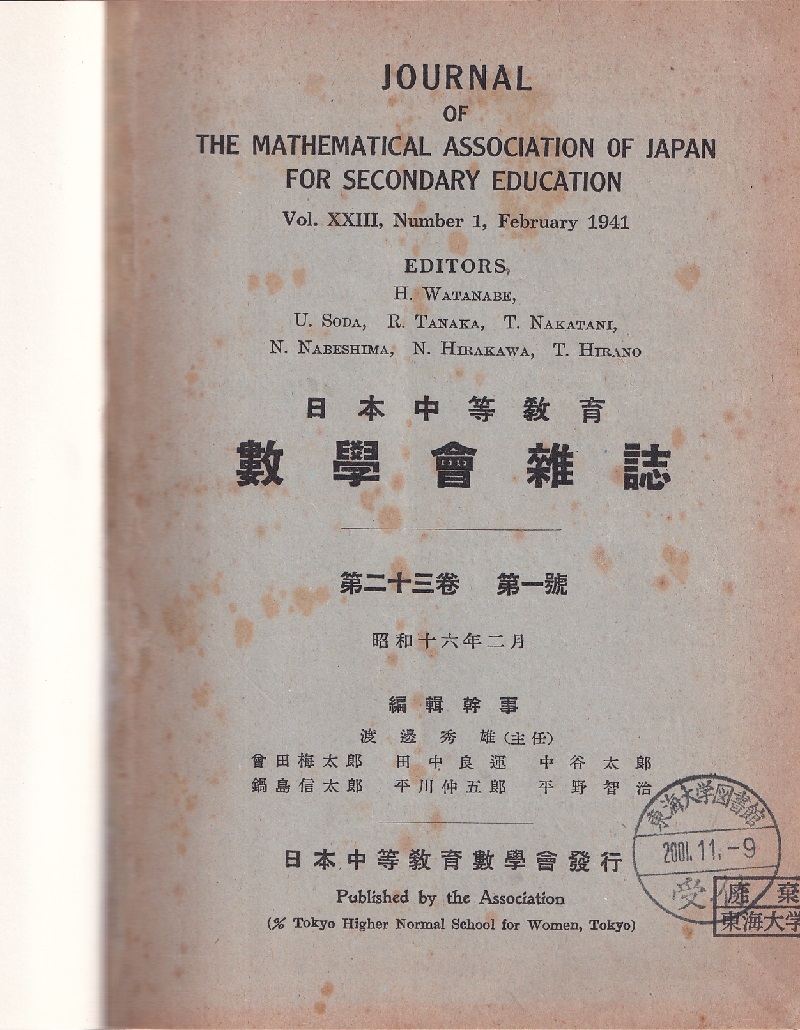 JOURNAL
OF
THE MATHEMATICAL ASSOCIATION OF JAPAN
FOR SECONDARY EDUCATION
Vol. XXIII, Number 1, February 1941
EDITORS,
H. WATANABE,
U. SODA, R. TANAKA, T. NAKATANI,
N. NABESHIMA, N. HIRAKAWA, T. HIRANO
日本中等敎育
數學會雜誌
第二十三卷 第一號
昭和十六年二月
編輯幹事
渡邊秀雄(主任)
曾田梅太郎 田中良運 中谷太郎
鍋島信太郎 平川仲五郎 平野智治
日本中等敎育數學會發行
Published by the Association
(℅ Tokyo Higher Normal School for Women, Tokyo)
東海大学図書館
2001.11.-9
受付
廃棄
東海大学